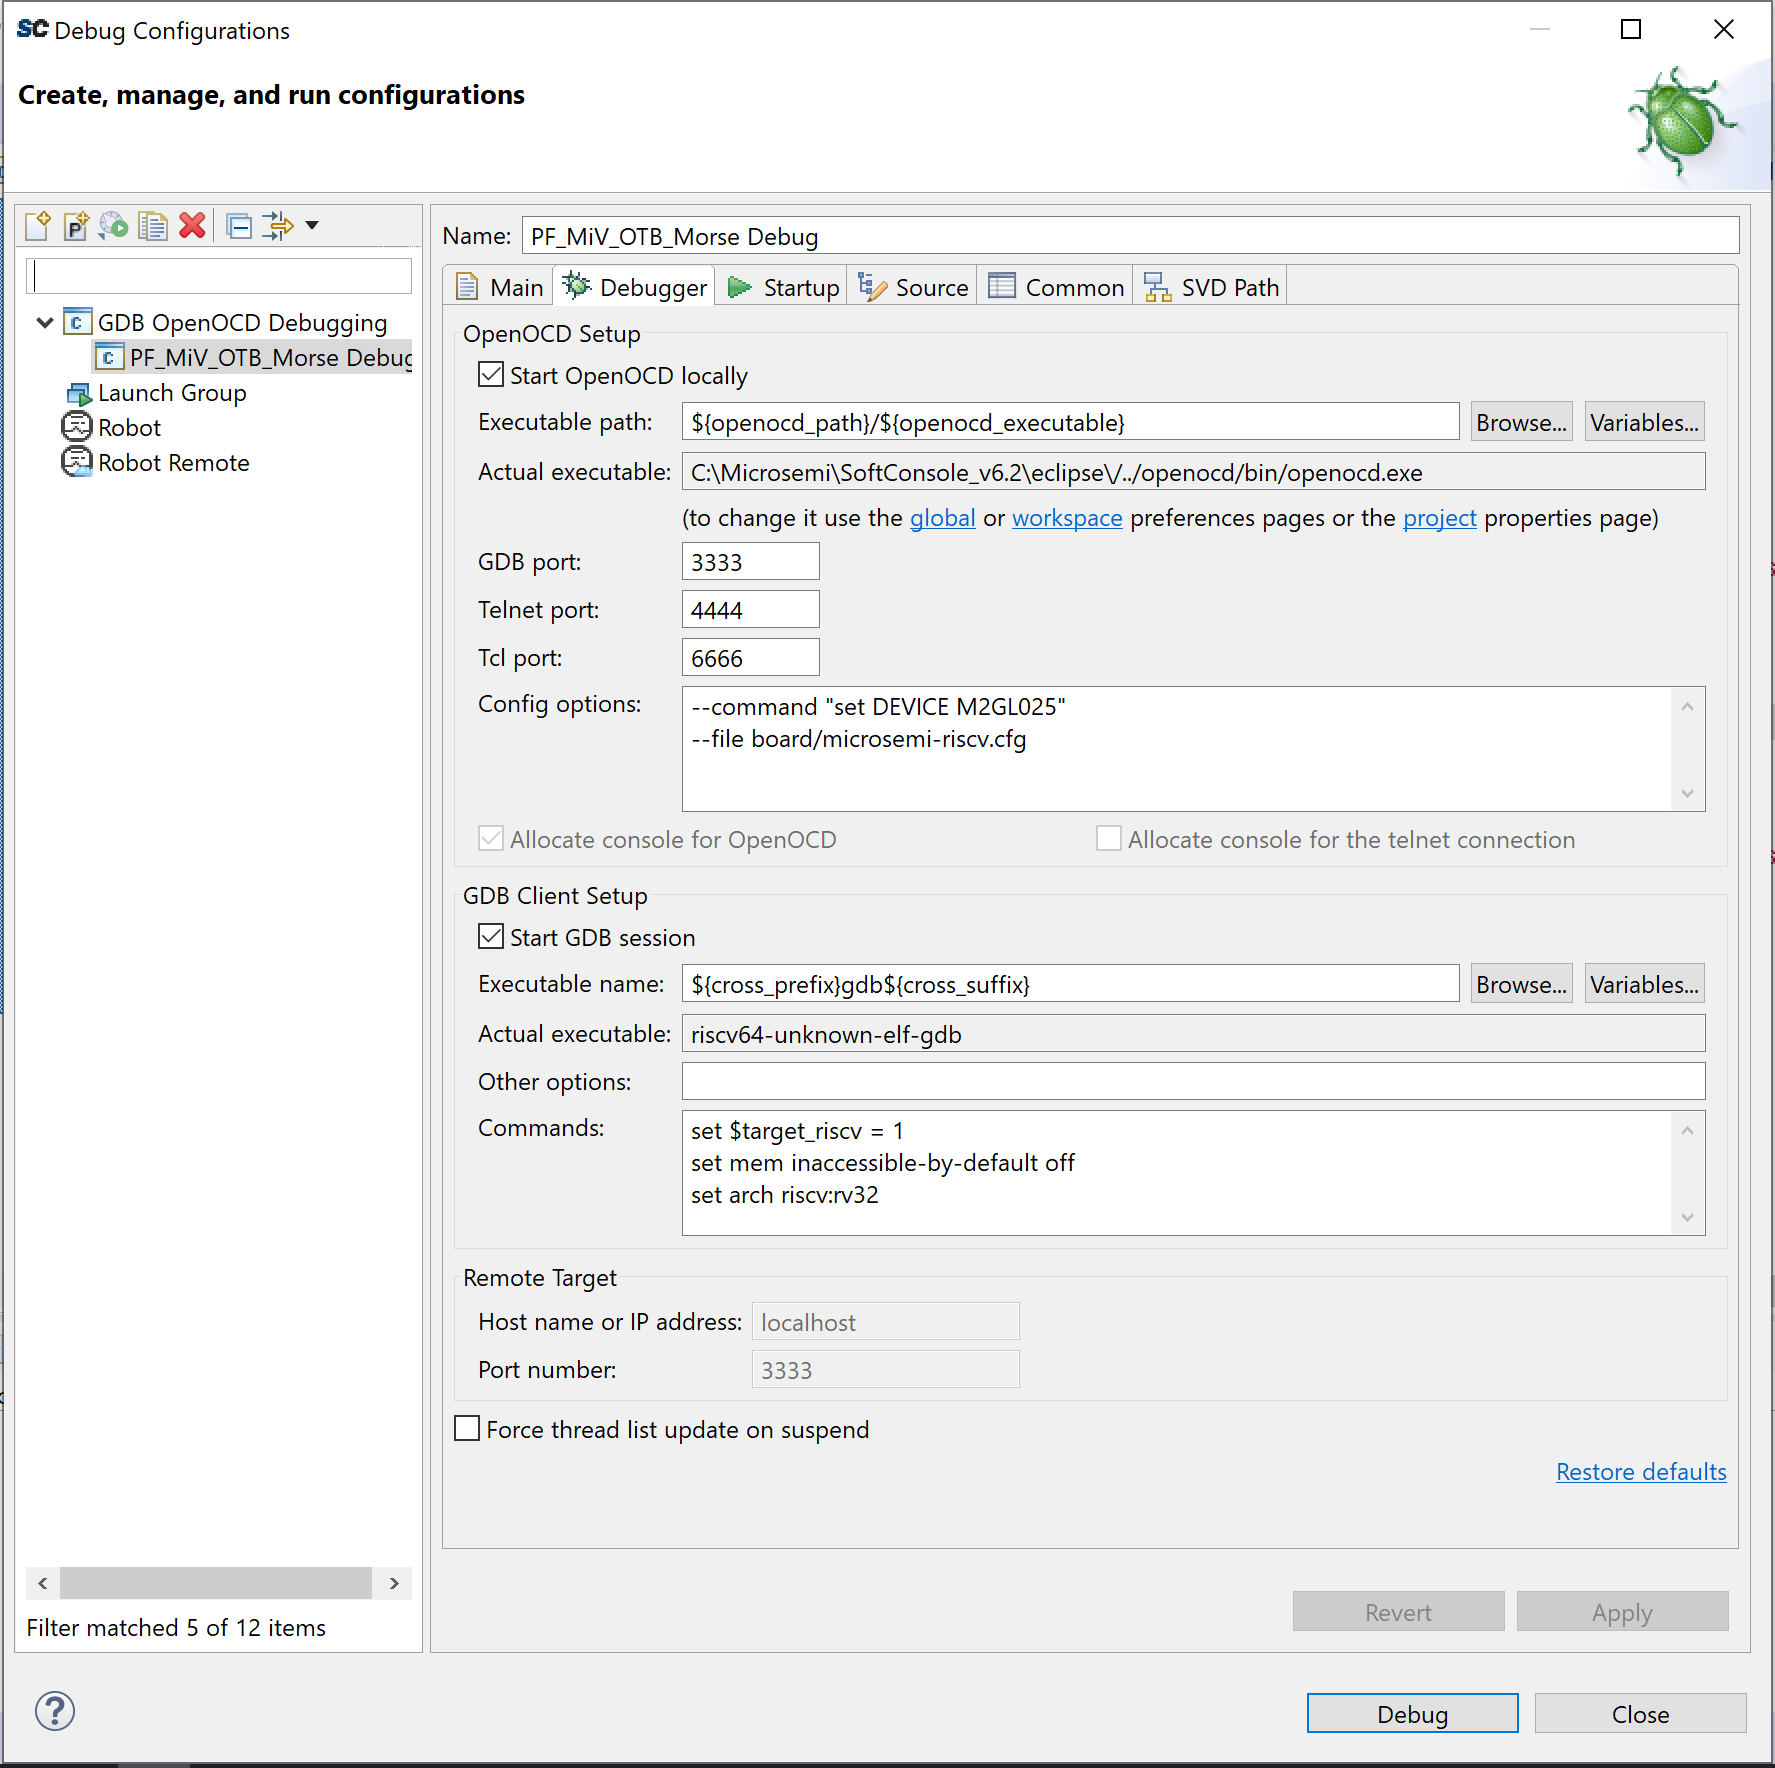 SC Debug Configurations
Create, manage, and run configurations
Name: PF_MiV_OTB_Morse Debug
GDB OpenOCD Debugging
PF_MiV_OTB_Morse Debug
Launch Group
Robot
Robot Remote
Filter matched 5 of 12 items
Main Debugger Startup Source Common SVD Path
OpenOCD Setup
Start OpenOCD locally
Executable path: ${openocd_path}/${openocd_executable} Browse... Variables...
Actual executable: C:\Microsemi\SoftConsole_v6.2\eclipse\/../openocd/bin/openocd.exe
(to change it use the global or workspace preferences pages or the project properties page)
GDB port: 3333
Telnet port: 4444
Tcl port: 6666
Config options: --command "set DEVICE M2GL025"
--file board/microsemi-riscv.cfg
Allocate console for OpenOCD Allocate console for the telnet connection
GDB Client Setup
Start GDB session
Executable name: ${cross_prefix}gdb${cross_suffix} Browse... Variables...
Actual executable: riscv64-unknown-elf-gdb
Other options:
Commands: set $target_riscv = 1
set mem inaccessible-by-default off
set arch riscv:rv32
Remote Target
Host name or IP address: localhost
Port number: 3333
Force thread list update on suspend
Restore defaults
Revert Apply
? Debug Close